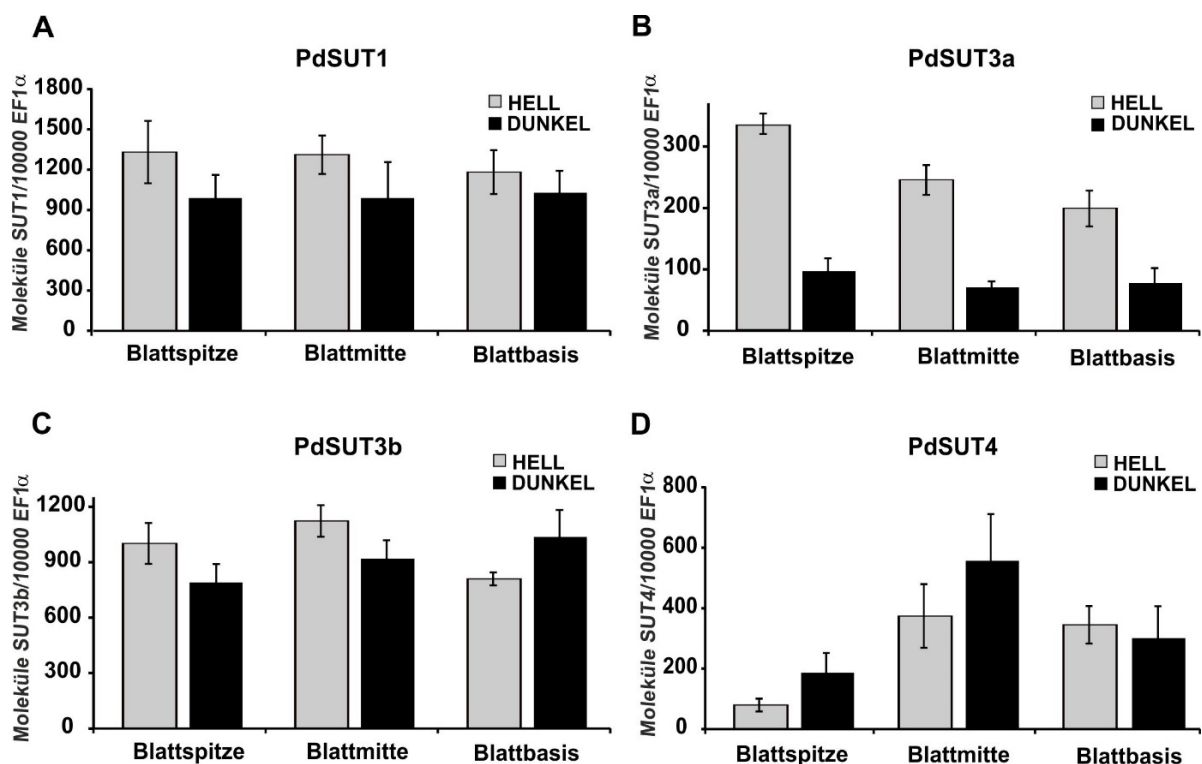 A
PdSUT1
Moleküle SUT1/10000 EF1α
1800
1500
1200
900
600
300
0
HELL
DUNKEL
Blattspitze Blattmitte Blattbasis
B
PdSUT3a
Moleküle SUT3a/10000 EF1α
300
200
100
0
HELL
DUNKEL
Blattspitze Blattmitte Blattbasis
C
PdSUT3b
Moleküle SUT3b/10000 EF1α
1200
900
600
300
0
HELL
DUNKEL
Blattspitze Blattmitte Blattbasis
D
PdSUT4
Moleküle SUT4/10000 EF1α
800
600
400
200
0
HELL
DUNKEL
Blattspitze Blattmitte Blattbasis